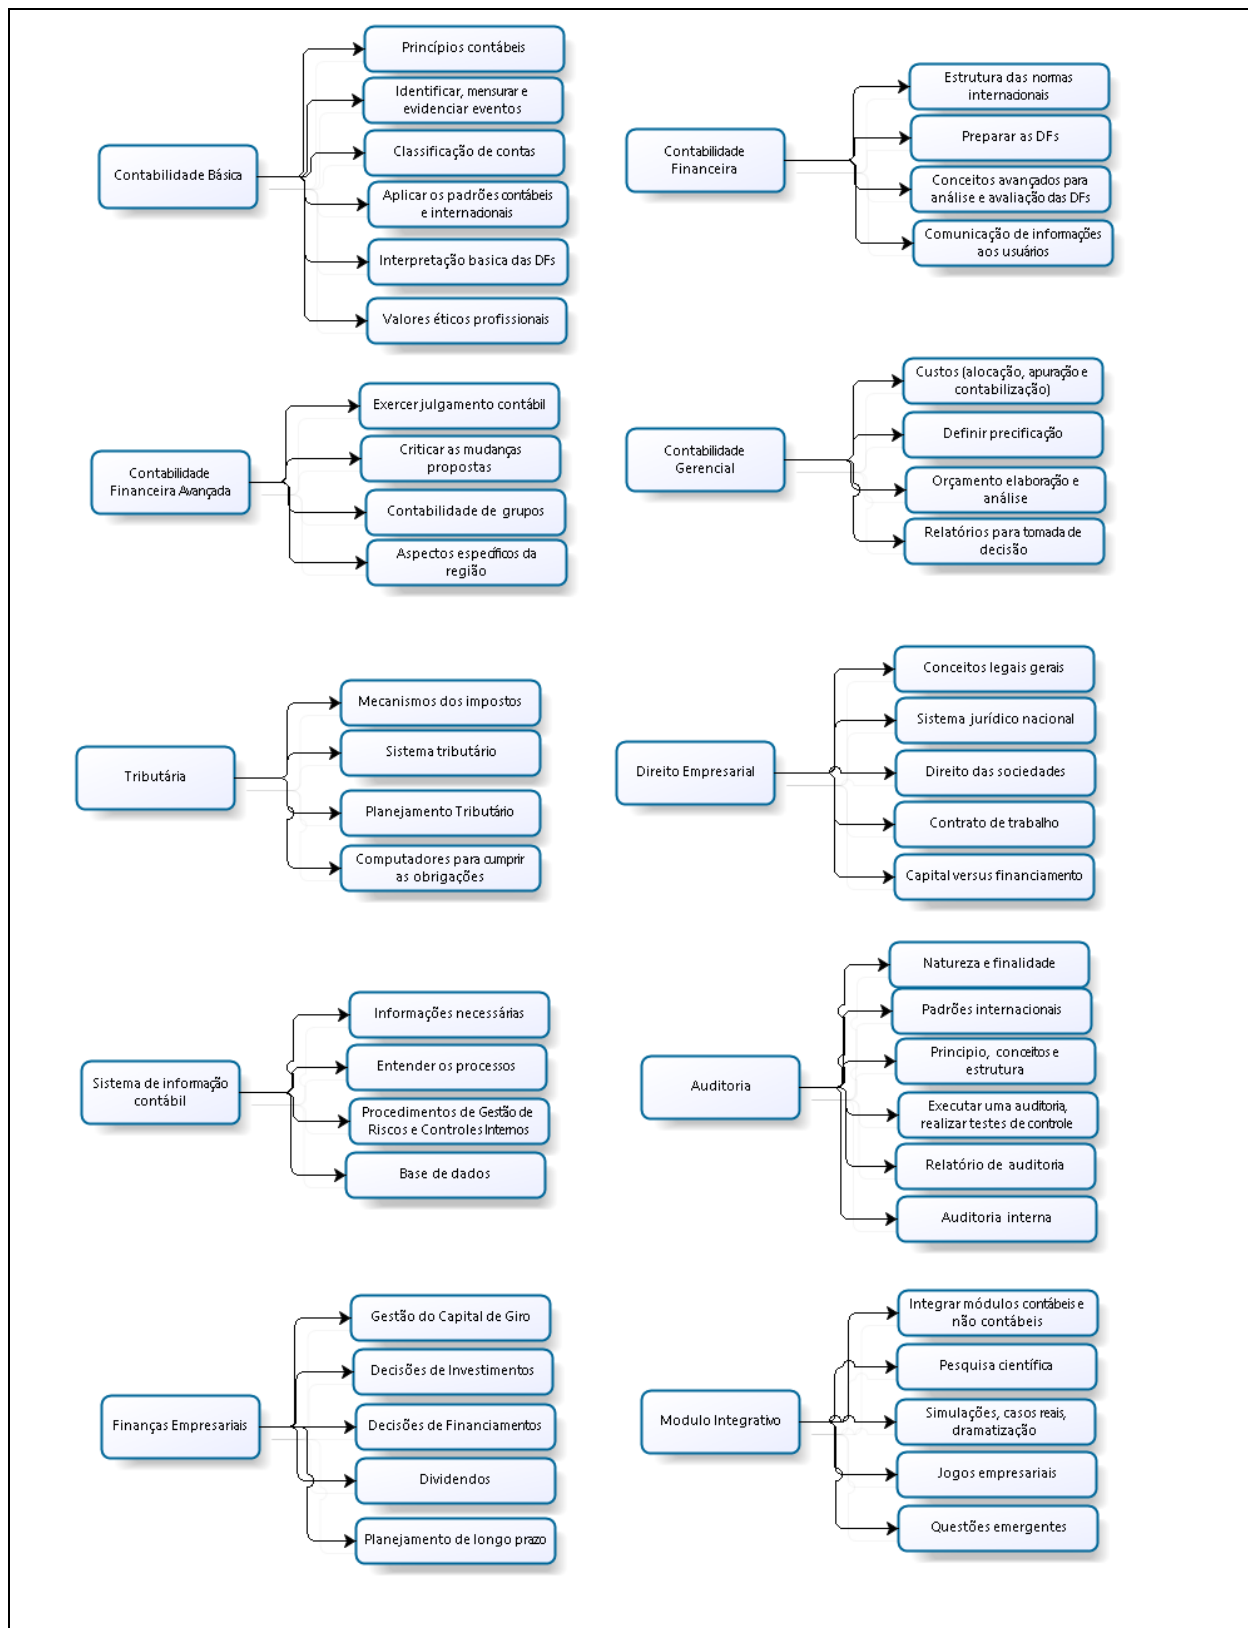 Contabilidade Básica
Princípios contábeis
Identificar, mensurar e
evidenciar eventos
Classificação de contas
Aplicar os padrões contábeis
e internacionais
Interpretação basica das DFs
Valores éticos profissionais
Contabilidade
Financeira
Estrutura das normas
internacionais
Preparar as DFs
Conceitos avançados para
análise e avaliação das DFs
Comunicação de informações
aos usuários
Contabilidade
Financeira Avançada
Exercer julgamento contábil
Criticar as mudanças
propostas
Contabilidade de grupos
Aspectos específicos da
região
Contabilidade
Gerencial
Custos (alocação, apuração e
contabilização)
Definir precificação
Orçamento elaboração e
análise
Relatórios para tomada de
decisão
Tributária
Mecanismos dos impostos
Sistema tributário
Planejamento Tributário
Computadores para cumprir
as obrigações
Direito Empresarial
Conceitos legais gerais
Sistema jurídico nacional
Direito das sociedades
Contrato de trabalho
Capital versus financiamento
Sistema de informação
contábil
Informações necessárias
Entender os processos
Procedimentos de Gestão de
Riscos e Controles Internos
Base de dados
Auditoria
Natureza e finalidade
Padrões internacionais
Principio, conceitos e
estrutura
Executar uma auditoria,
realizar testes de controle
Relatório de auditoria
Auditoria interna
Finanças Empresariais
Gestão do Capital de Giro
Decisões de Investimentos
Decisões de Financiamentos
Dividendos
Planejamento de longo prazo
Modulo Integrativo
Integrar módulos contábeis e
não contábeis
Pesquisa científica
Simulações, casos reais,
dramatização
Jogos empresariais
Questões emergentes